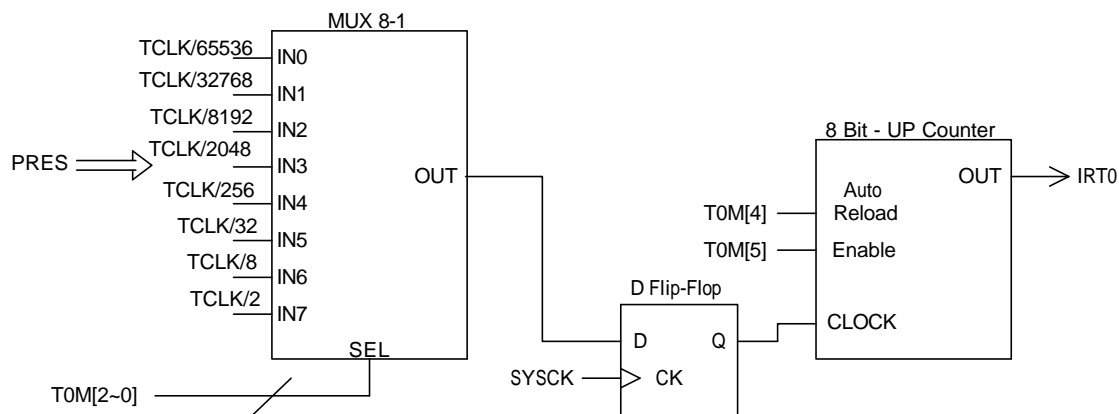 MUX 8-1
TCLK/65536
IN0
TCLK/32768
IN1
TCLK/8192
IN2
PRES
TCLK/2048
IN3
OUT
TCLK/256
IN4
TCLK/32
IN5
TCLK/8
IN6
TCLK/2
IN7
SEL
T0M[2~0]
D Flip-Flop
D
Q
SYSCK
CK
8 Bit - UP Counter
OUT
IRT0
Auto
T0M[4]
Reload
T0M[5]
Enable
CLOCK